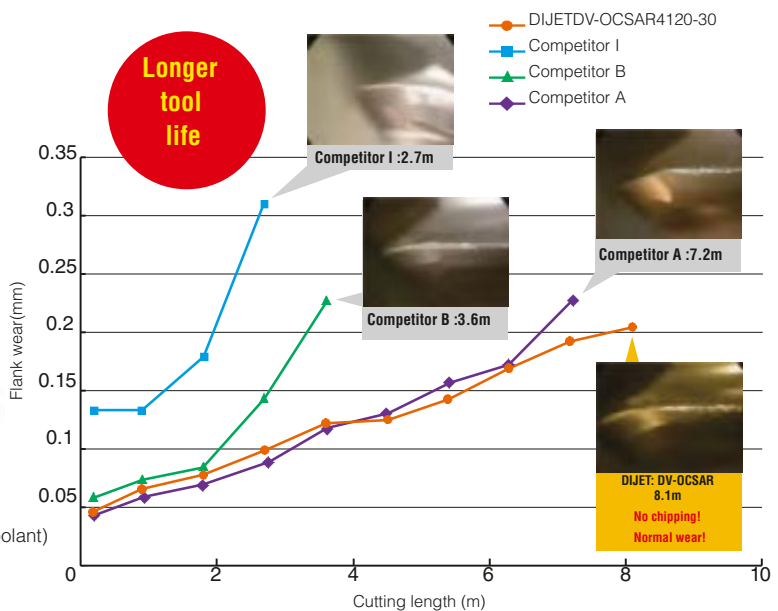 DIJETDV-OCSAR4120-30
Competitor I
Competitor B
Competitor A
Longer
tool
life
Competitor I :2.7m
Competitor B :3.6m
Competitor A :7.2m
DIJET: DV-OCSAR
8.1m
No chipping!
Normal wear!
Flank wear(mm)
0.35
0.3
0.25
0.2
0.15
0.1
0.05
0
2
4
6
8
10
Cutting length (m)
olant)